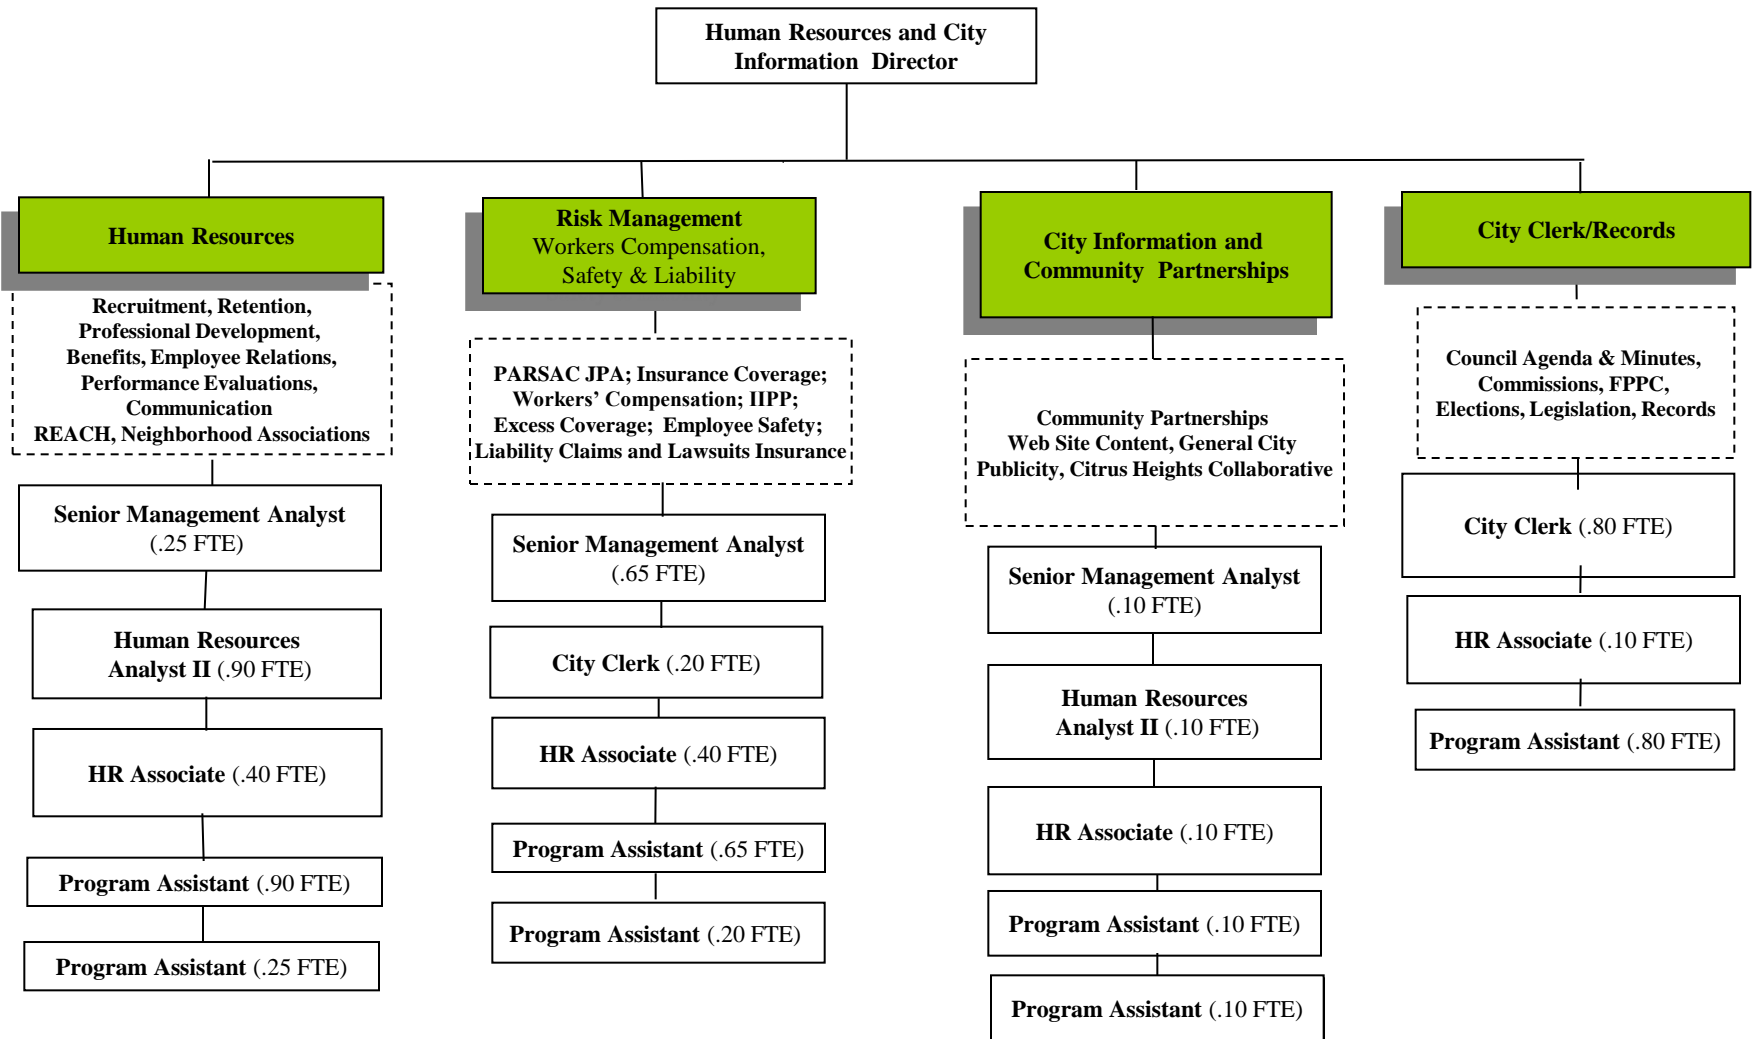 Human Resources and City
Information Director
Human Resources
Recruitment, Retention,
Professional Development,
Benefits, Employee Relations,
Performance Evaluations,
Communication
REACH, Neighborhood Associations
Senior Management Analyst
(.25 FTE)
Human Resources
Analyst II (.90 FTE)
HR Associate (.40 FTE)
Program Assistant (.90 FTE)
Program Assistant (.25 FTE)
Risk Management
Workers Compensation,
Safety & Liability
PARSAC JPA; Insurance Coverage;
Workers’ Compensation; IIPP;
Excess Coverage; Employee Safety;
Liability Claims and Lawsuits Insurance
Senior Management Analyst
(.65 FTE)
City Clerk (.20 FTE)
HR Associate (.40 FTE)
Program Assistant (.65 FTE)
Program Assistant (.20 FTE)
City Information and
Community Partnerships
Community Partnerships
Web Site Content, General City
Publicity, Citrus Heights Collaborative
Senior Management Analyst
(.10 FTE)
Human Resources
Analyst II (.10 FTE)
HR Associate (.10 FTE)
Program Assistant (.10 FTE)
Program Assistant (.10 FTE)
City Clerk/Records
Council Agenda & Minutes,
Commissions, FPPC,
Elections, Legislation, Records
City Clerk (.80 FTE)
HR Associate (.10 FTE)
Program Assistant (.80 FTE)